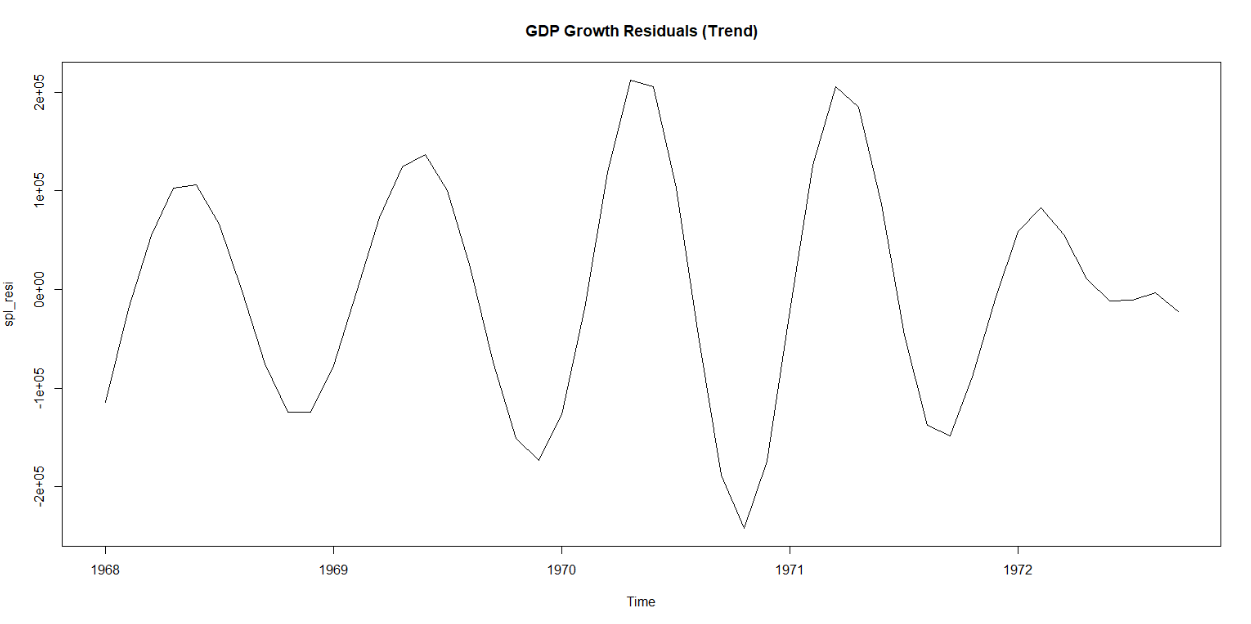 GDP Growth Residuals (Trend)
spl_resi
2e+05
1e+05
0e+00
-1e+05
-2e+05
1968 1969 1970 1971 1972
Time